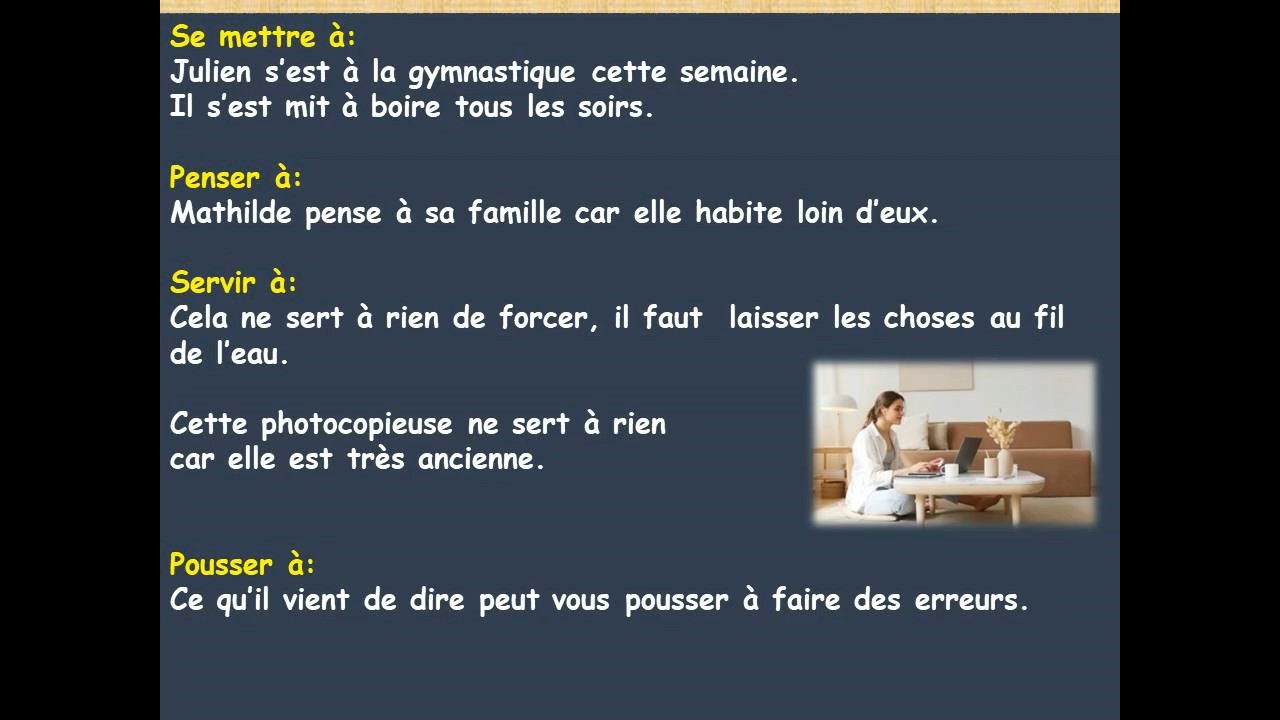 Se mettre à:
Julien s’est à la gymnastique cette semaine.
Il s’est mit à boire tous les soirs.
Penser à:
Mathilde pense à sa famille car elle habite loin d’eux.
Servir à:
Cela ne sert à rien de forcer, il faut  laisser les choses au fil
de l’eau.
Cette photocopieuse ne sert à rien
car elle est très ancienne.
Pousser à:
Ce qu’il vient de dire peut vous pousser à faire des erreurs.